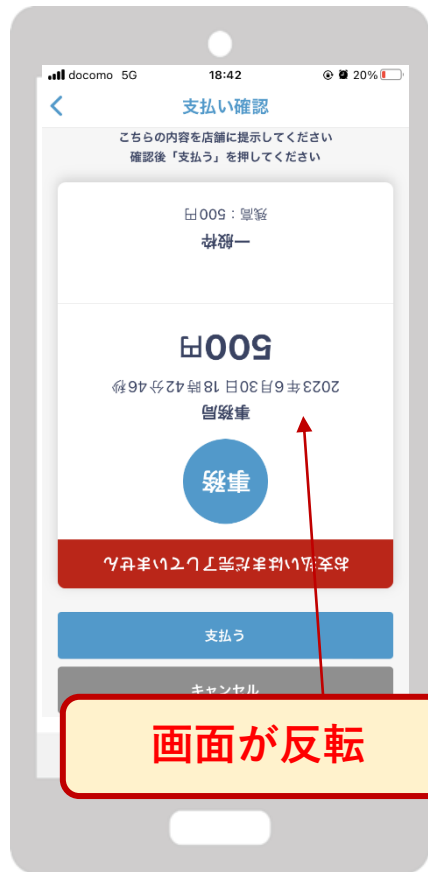 docomo 5G 18:42 20%
支払い確認
こちらの内容を店舗に提示してください
確認後「支払う」を押してください
お支払いはまだ完了していません
事務
事務局
2023年6月30日 18時42分46秒
500円
一般枠
残高：500円
支払う
キャンセル
画面が反転